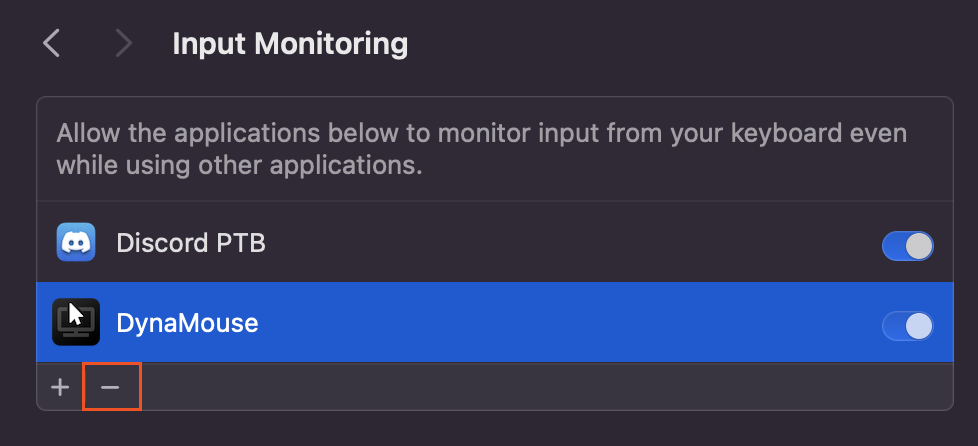 Input Monitoring
Allow the applications below to monitor input from your keyboard even
while using other applications.
Discord PTB
DynaMouse